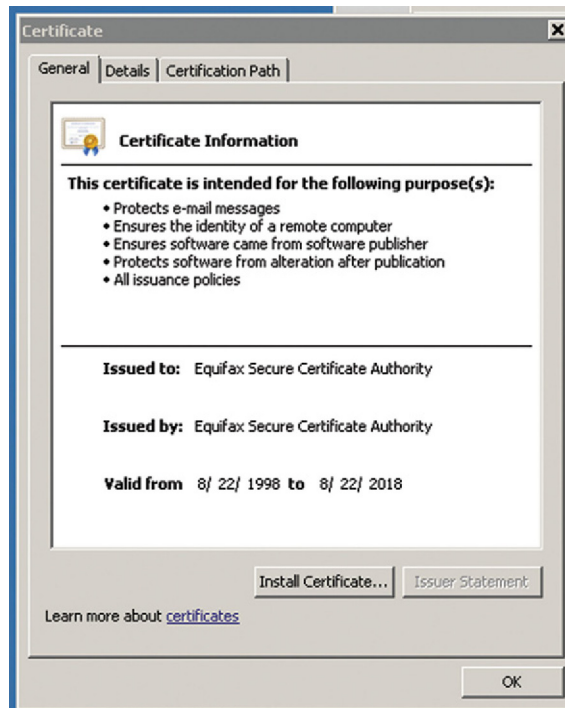 Certificate
General Details Certification Path
Certificate Information
This certificate is intended for the following purpose(s):
• Protects e-mail messages
• Ensures the identity of a remote computer
• Ensures software came from software publisher
• Protects software from alteration after publication
• All issuance policies
Issued to: Equifax Secure Certificate Authority
Issued by: Equifax Secure Certificate Authority
Valid from 8/ 22/ 1998 to 8/ 22/ 2018
Install Certificate... Issuer Statement
Learn more about certificates
OK